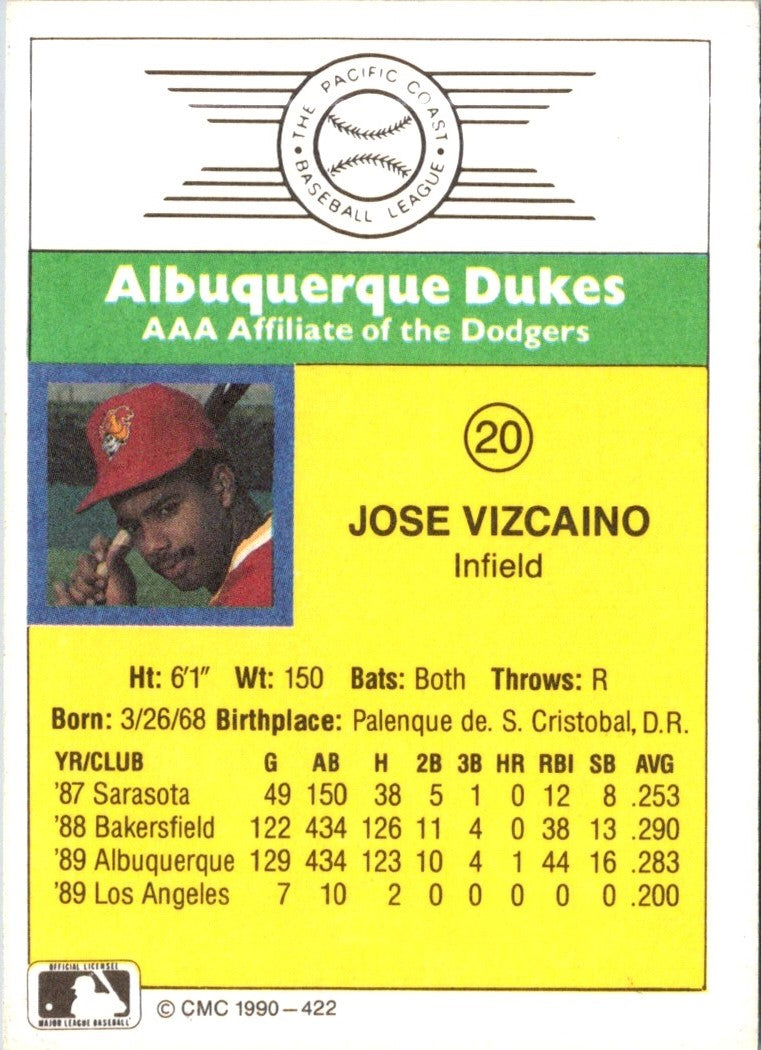 THE PACIFIC COAST
BASEBALL LEAGUE
Albuquerque Dukes
AAA Affiliate of the Dodgers
20
JOSE VIZCAINO
Infield
Ht: 6'1" Wt: 150 Bats: Both Throws: R
Born: 3/26/68 Birthplace: Palenque de. S. Cristobal, D.R.
YR/CLUB G AB H 2B 3B HR RBI SB AVG
'87 Sarasota 49 150 38 5 1 0 12 8 .253
'88 Bakersfield 122 434 126 11 4 0 38 13 .290
'89 Albuquerque 129 434 123 10 4 1 44 16 .283
'89 Los Angeles 7 10 2 0 0 0 0 0 .200
OFFICIAL LICENSEE
MAJOR LEAGUE BASEBALL
© CMC 1990–422